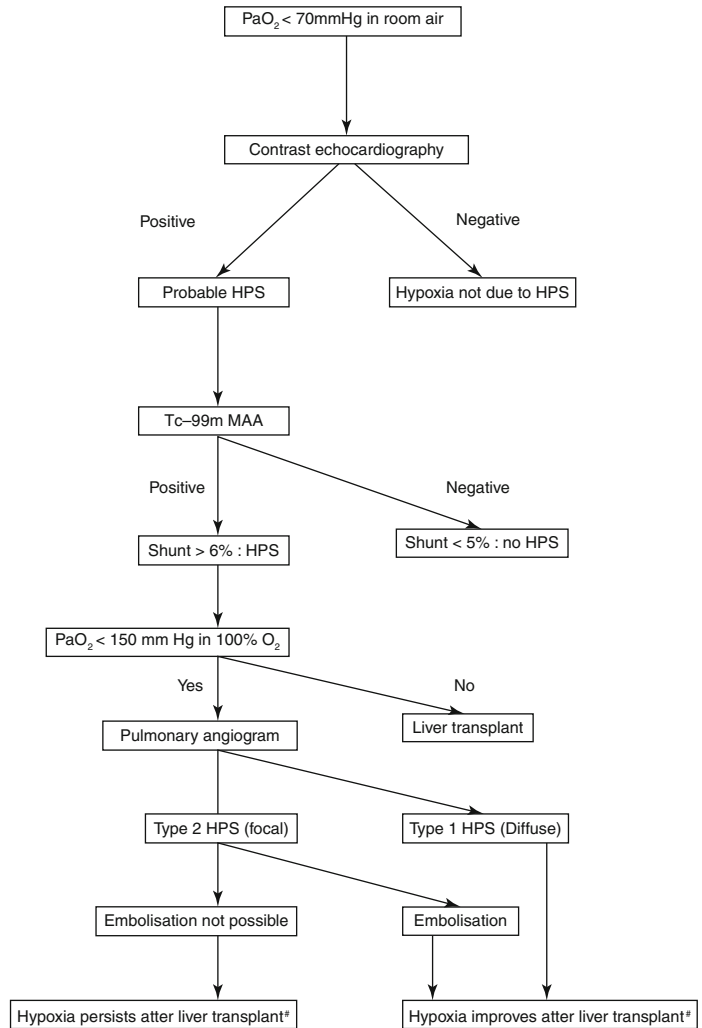 PaO2 < 70mmHg in room air
Contrast echocardiography
Positive
Negative
Probable HPS
Hypoxia not due to HPS
Tc–99m MAA
Positive
Negative
Shunt > 6% : HPS
Shunt < 5% : no HPS
PaO2 < 150 mm Hg in 100% O2
Yes
No
Pulmonary angiogram
Liver transplant
Type 2 HPS (focal)
Type 1 HPS (Diffuse)
Embolisation not possible
Embolisation
Hypoxia persists atter liver transplant#
Hypoxia improves atter liver transplant#